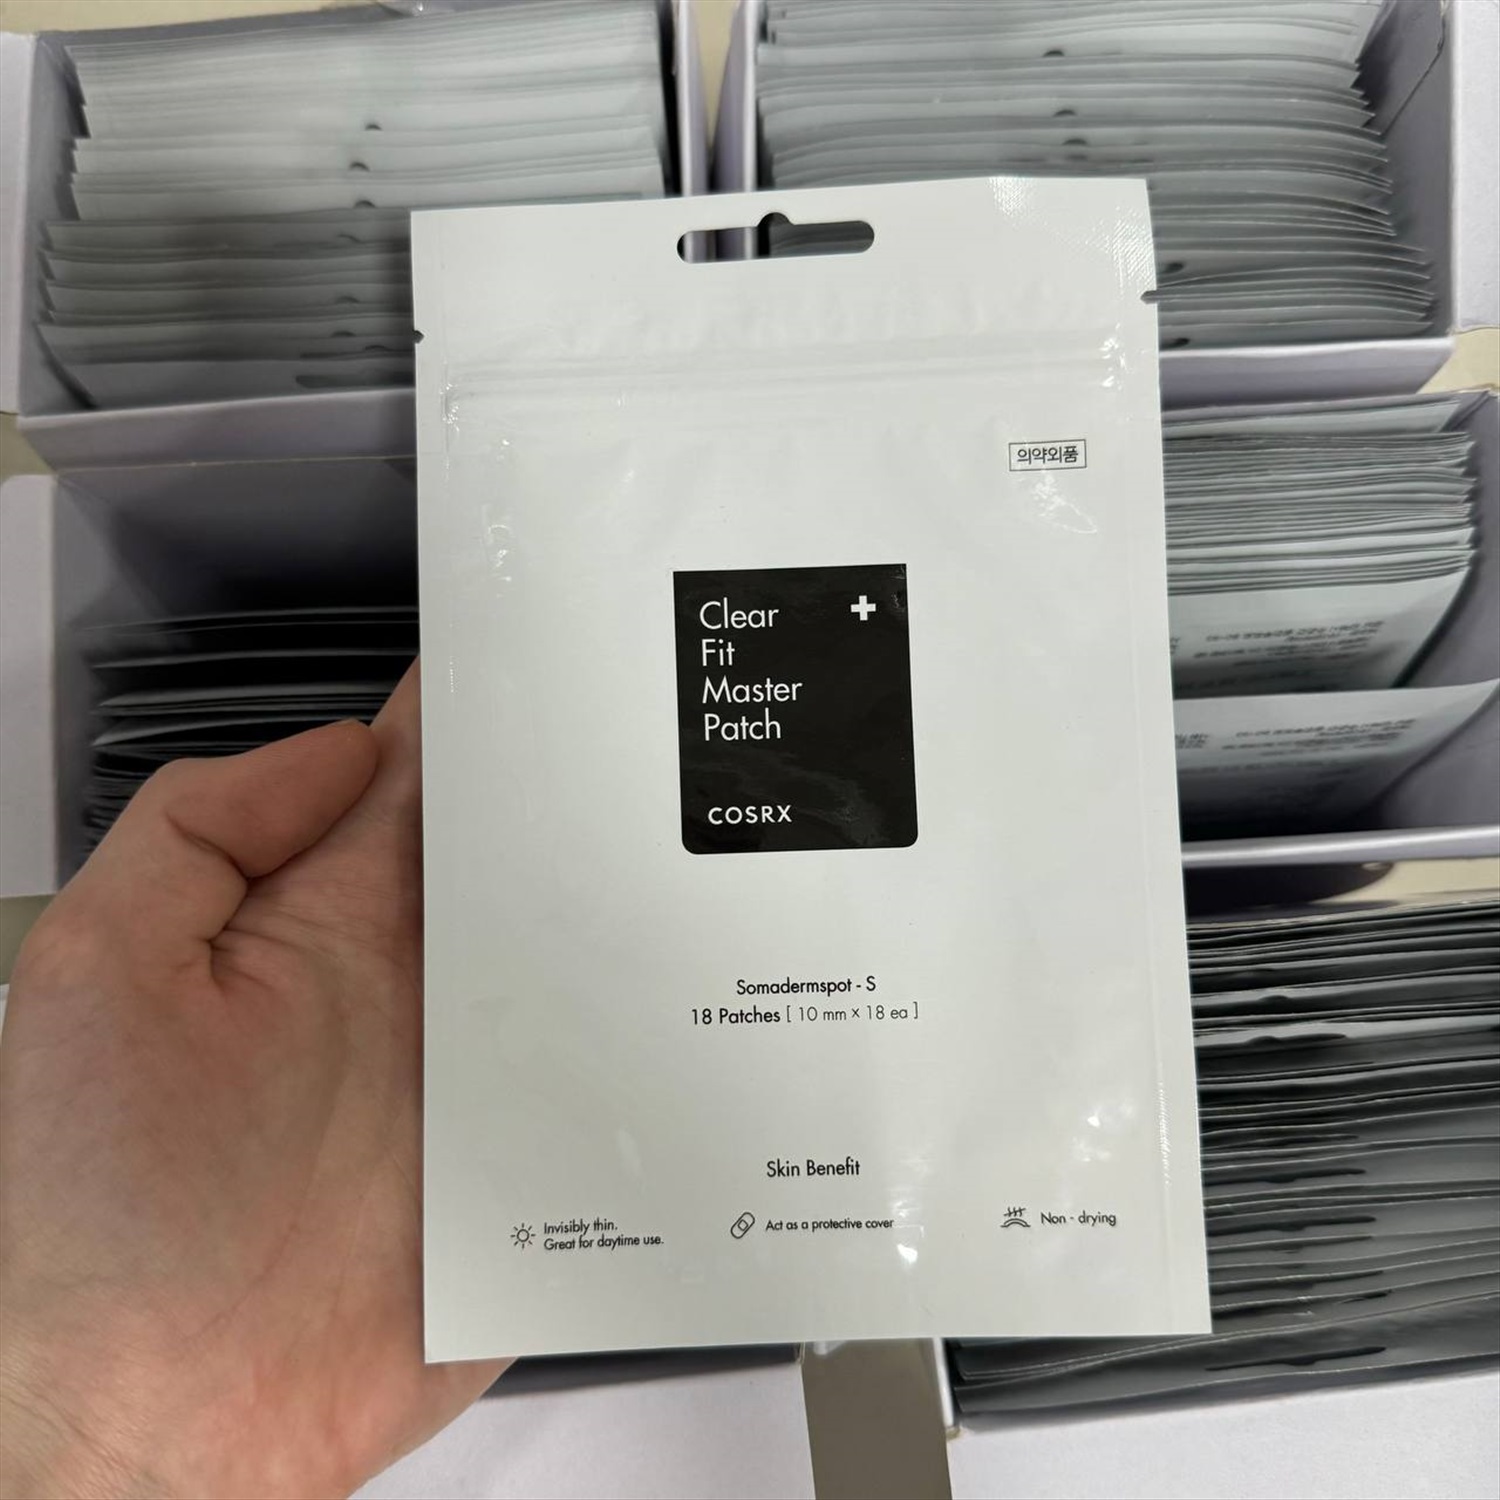 의약외품
Clear
Fit
Master
Patch
COSRX
Somadermspot - S
18 Patches [ 10 mm × 18 ea ]
Skin Benefit
Invisibly thin.
Great for daytime use.
Act as a protective cover
Non - drying